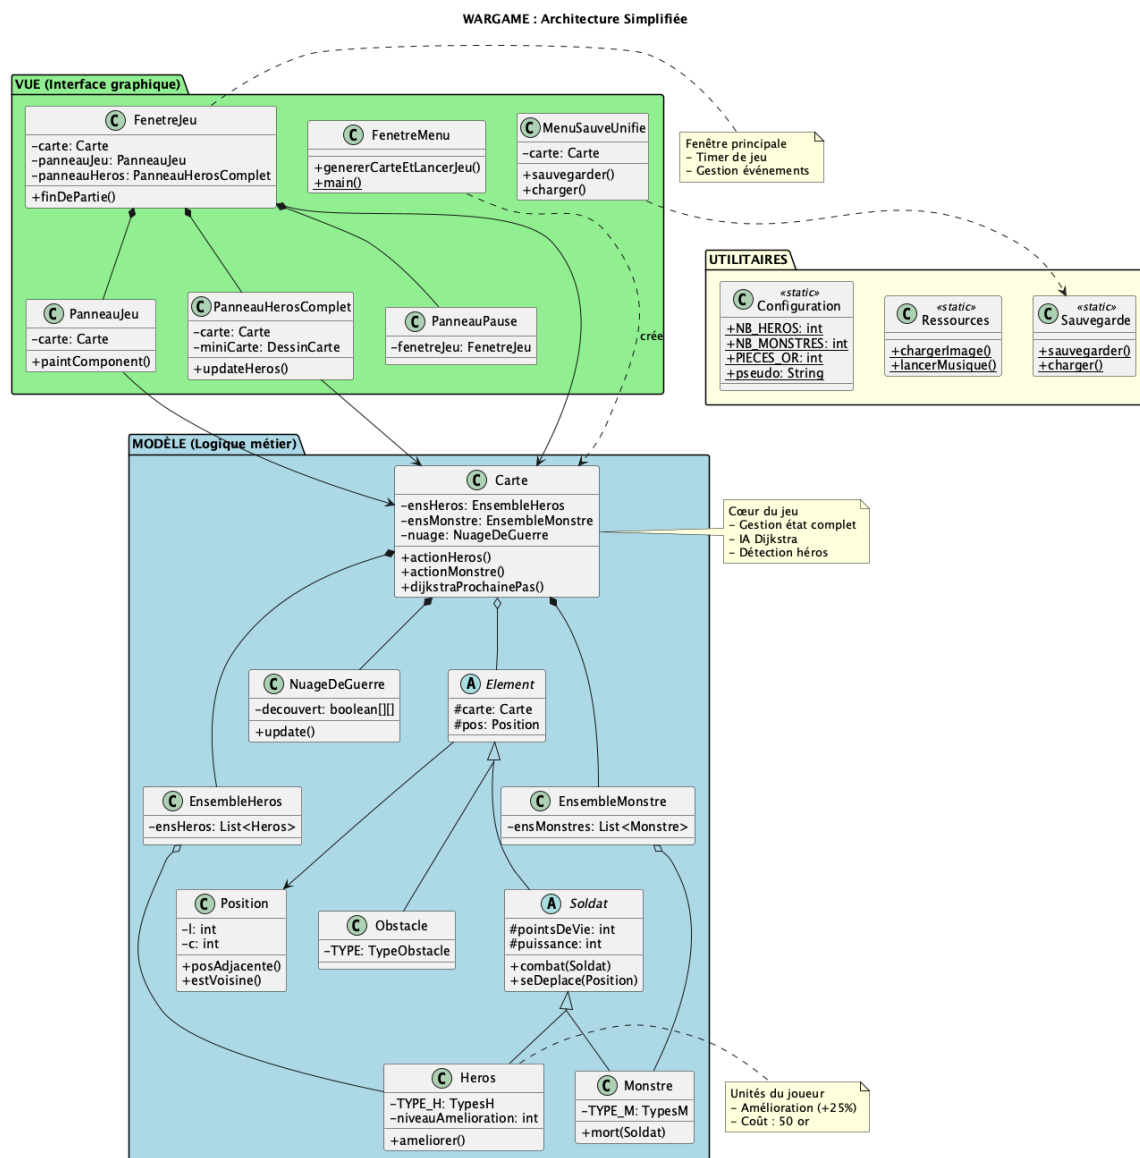 WARGAME : Architecture Simplifiée
VUE (Interface graphique)
C FenetreJeu
-carte: Carte
-panneauJeu: PanneauJeu
-panneauHeros: PanneauHerosComplet
+finDePartie()
C FenetreMenu
+genererCarteEtLancerJeu()
+main()
C MenuSauveUnifie
-carte: Carte
+sauvegarder()
+charger()
Fenêtre principale
- Timer de jeu
- Gestion événements
C PanneauJeu
-carte: Carte
+paintComponent()
C PanneauHerosComplet
-carte: Carte
-miniCarte: DessinCarte
+updateHeros()
C PanneauPause
-fenetreJeu: FenetreJeu
crée
UTILITAIRES
C «static»
Configuration
+NB_HEROS: int
+NB_MONSTRES: int
+PIECES_OR: int
+pseudo: String
C «static»
Ressources
+chargerImage()
+lancerMusique()
C «static»
Sauvegarde
+sauvegarder()
+charger()
MODÈLE (Logique métier)
C Carte
-ensHeros: EnsembleHeros
-ensMonstre: EnsembleMonstre
-nuage: NuageDeGuerre
+actionHeros()
+actionMonstre()
+dijkstraProchainePas()
Cœur du jeu
- Gestion état complet
- IA Dijkstra
- Détection héros
C NuageDeGuerre
-decouvert: boolean[][]
+update()
A Element
#carte: Carte
#pos: Position
C EnsembleHeros
-ensHeros: List<Heros>
C EnsembleMonstre
-ensMonstres: List<Monstre>
C Position
-l: int
-c: int
+posAdjacente()
+estVoisine()
C Obstacle
-TYPE: TypeObstacle
A Soldat
#pointsDeVie: int
#puissance: int
+combat(Soldat)
+seDeplace(Position)
C Heros
-TYPE_H: TypesH
-niveauAmelioration: int
+ameliorer()
C Monstre
-TYPE_M: TypesM
+mort(Soldat)
Unités du joueur
- Amélioration (+25%)
- Coût : 50 or